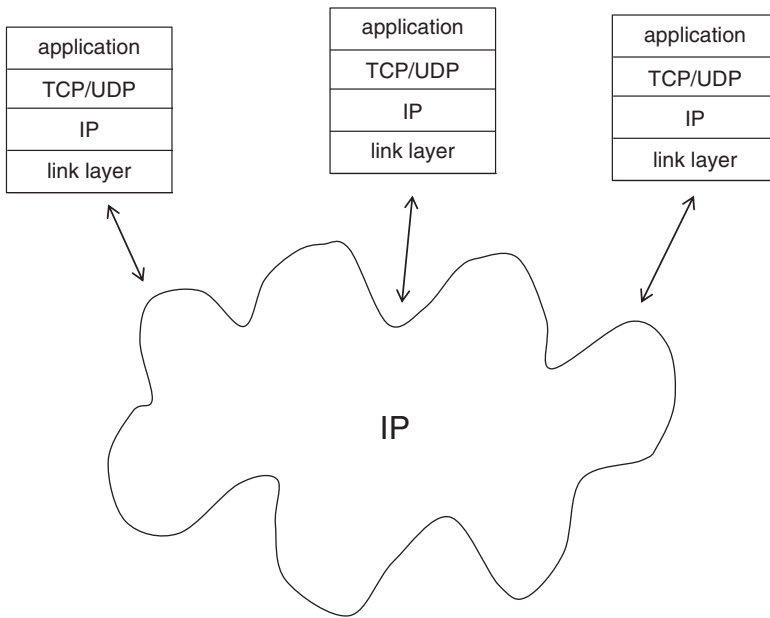 application
TCP/UDP
IP
link layer
application
TCP/UDP
IP
link layer
application
TCP/UDP
IP
link layer
IP